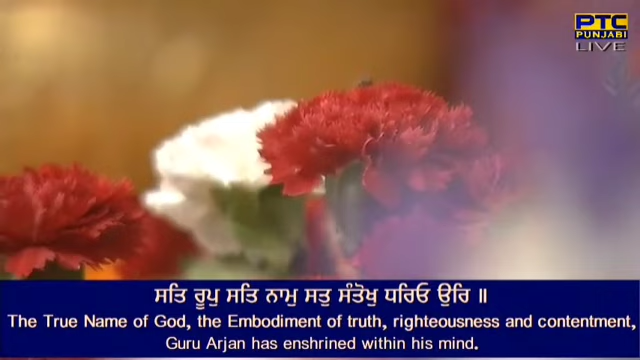 PTC
PUNJABI
LIVE
ਸਤਿ ਰੂਪੁ ਸਤਿ ਨਾਮੁ ਸਤੁ ਸੰਤੋਖੁ ਧਰਿਓ ਉਰਿ ॥
The True Name of God, the Embodiment of truth, righteousness and contentment,
Guru Arjan has enshrined within his mind.